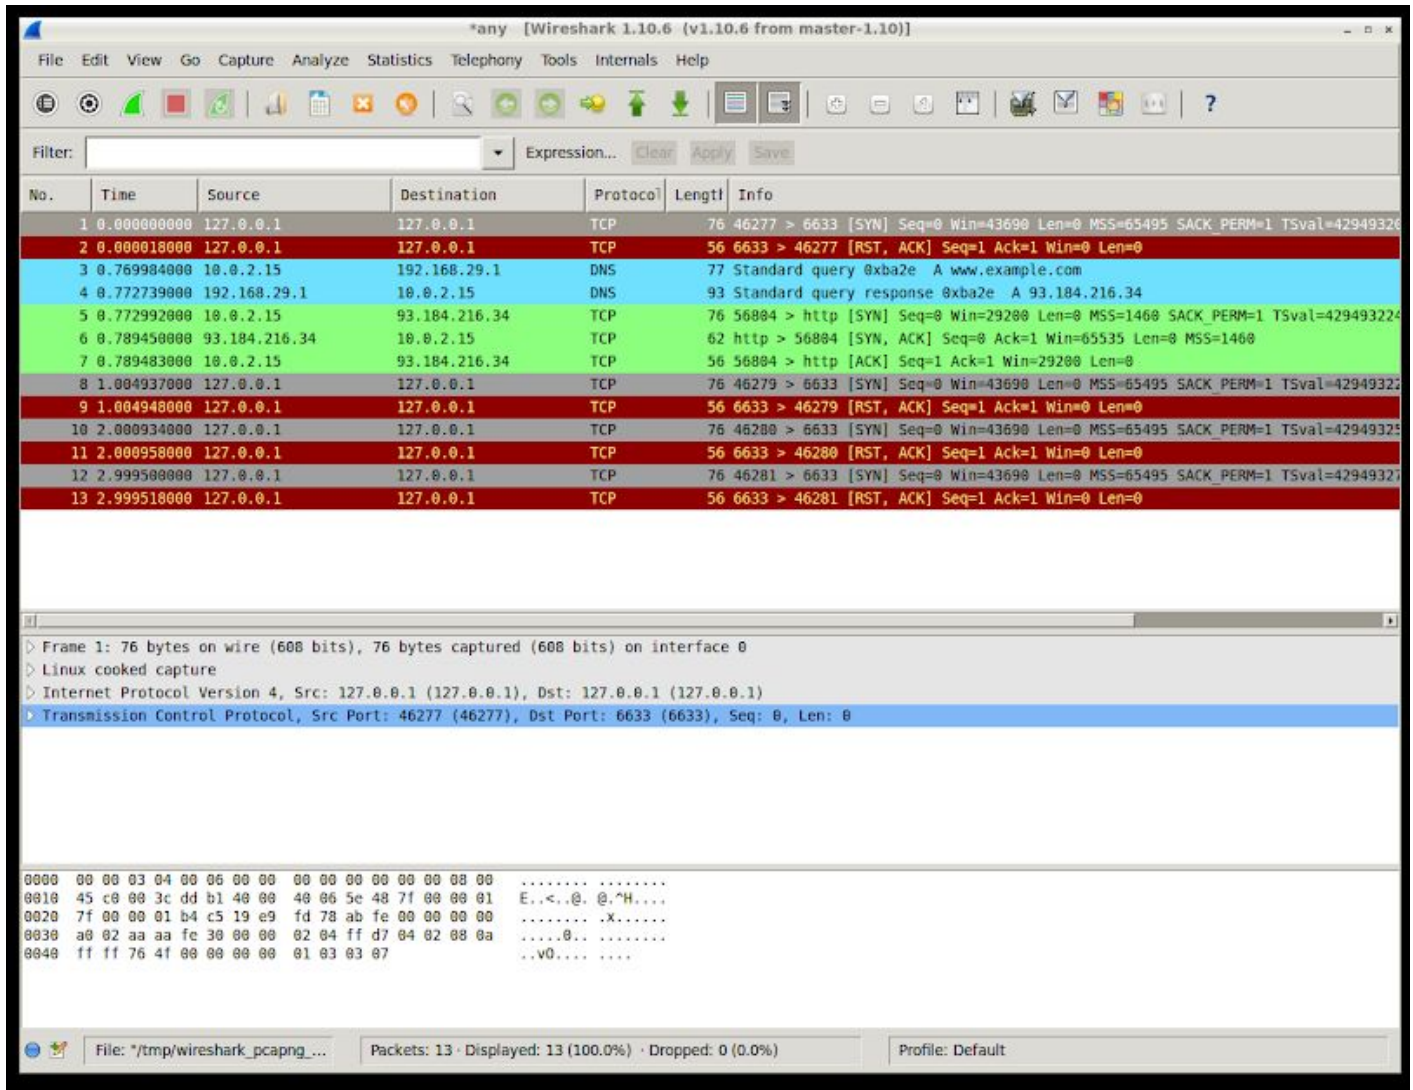 *any [Wireshark 1.10.6 (v1.10.6 from master-1.10)]
File Edit View Go Capture Analyze Statistics Telephony Tools Internals Help
Filter: Expression... Clear Apply Save
No. Time Source Destination Protocol Length Info
1 0.000000000 127.0.0.1 127.0.0.1 TCP 76 46277 > 6633 [SYN] Seq=0 Win=43690 Len=0 MSS=65495 SACK_PERM=1 TSval=42949320
2 0.000018000 127.0.0.1 127.0.0.1 TCP 56 6633 > 46277 [RST, ACK] Seq=1 Ack=1 Win=0 Len=0
3 0.769984000 10.0.2.15 192.168.29.1 DNS 77 Standard query 0xba2e A www.example.com
4 0.772739000 192.168.29.1 10.0.2.15 DNS 93 Standard query response 0xba2e A 93.184.216.34
5 0.772992000 10.0.2.15 93.184.216.34 TCP 76 56804 > http [SYN] Seq=0 Win=29200 Len=0 MSS=1460 SACK_PERM=1 TSval=429493224
6 0.789450000 93.184.216.34 10.0.2.15 TCP 62 http > 56804 [SYN, ACK] Seq=0 Ack=1 Win=65535 Len=0 MSS=1460
7 0.789483000 10.0.2.15 93.184.216.34 TCP 56 56804 > http [ACK] Seq=1 Ack=1 Win=29200 Len=0
8 1.004937000 127.0.0.1 127.0.0.1 TCP 76 46279 > 6633 [SYN] Seq=0 Win=43690 Len=0 MSS=65495 SACK_PERM=1 TSval=42949322
9 1.004948000 127.0.0.1 127.0.0.1 TCP 56 6633 > 46279 [RST, ACK] Seq=1 Ack=1 Win=0 Len=0
10 2.000934000 127.0.0.1 127.0.0.1 TCP 76 46280 > 6633 [SYN] Seq=0 Win=43690 Len=0 MSS=65495 SACK_PERM=1 TSval=42949325
11 2.000958000 127.0.0.1 127.0.0.1 TCP 56 6633 > 46280 [RST, ACK] Seq=1 Ack=1 Win=0 Len=0
12 2.999500000 127.0.0.1 127.0.0.1 TCP 76 46281 > 6633 [SYN] Seq=0 Win=43690 Len=0 MSS=65495 SACK_PERM=1 TSval=42949327
13 2.999518000 127.0.0.1 127.0.0.1 TCP 56 6633 > 46281 [RST, ACK] Seq=1 Ack=1 Win=0 Len=0
Frame 1: 76 bytes on wire (608 bits), 76 bytes captured (608 bits) on interface 0
Linux cooked capture
Internet Protocol Version 4, Src: 127.0.0.1 (127.0.0.1), Dst: 127.0.0.1 (127.0.0.1)
Transmission Control Protocol, Src Port: 46277 (46277), Dst Port: 6633 (6633), Seq: 0, Len: 0
0000 00 00 03 04 00 06 00 00 00 00 00 00 00 00 08 00 ........ ........
0010 45 c0 00 3c dd b1 40 00 40 06 5e 48 7f 00 00 01 E..<..@. @.^H....
0020 7f 00 00 01 b4 c5 19 e9 fd 78 ab fe 00 00 00 00 ........ .x......
0030 a0 02 aa aa fe 30 00 00 02 04 ff d7 04 02 08 0a .....0.. ........
0040 ff ff 76 4f 00 00 00 00 01 03 03 07 ..vO.... ....
File: "/tmp/wireshark_pcapng_... Packets: 13 · Displayed: 13 (100.0%) · Dropped: 0 (0.0%) Profile: Default